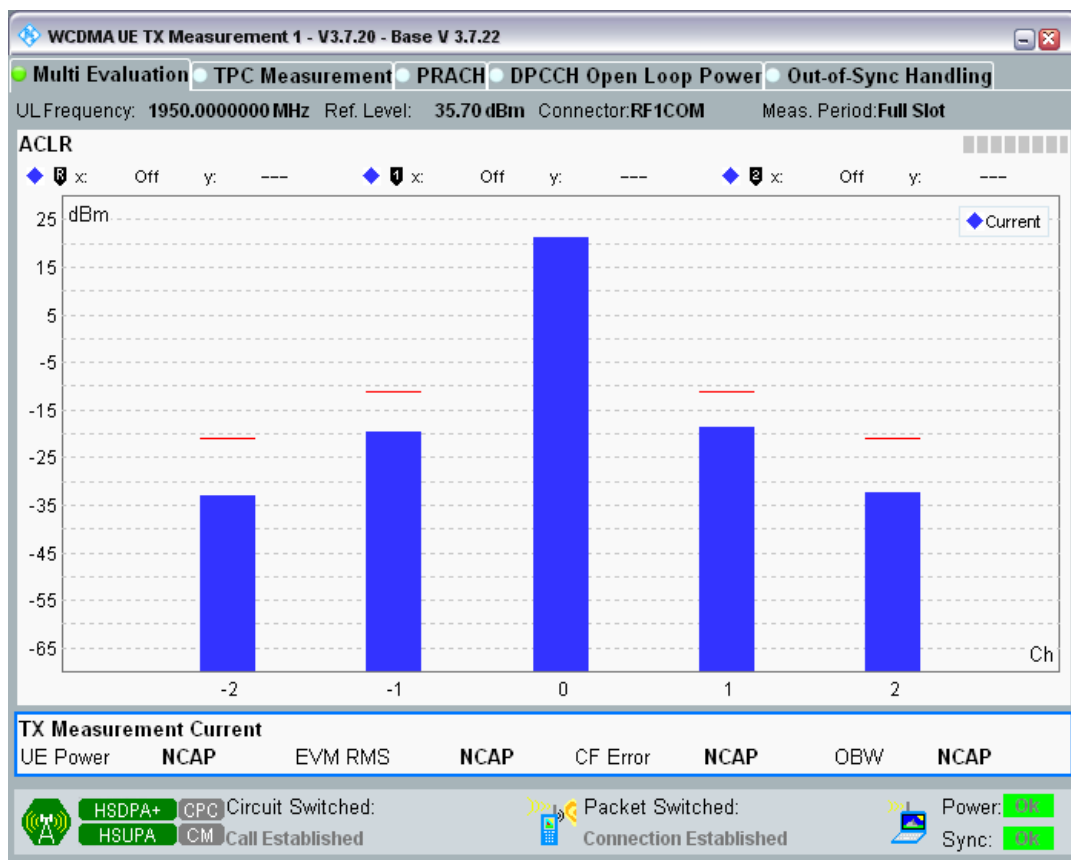 WCDMA UE TX Measurement 1 - V3.7.20 - Base V 3.7.22
Multi Evaluation TPC Measurement PRACH DPCCH Open Loop Power Out-of-Sync Handling
UL Frequency: 1950.0000000 MHz Ref. Level: 35.70 dBm Connector: RF1COM Meas. Period: Full Slot
ACLR
R x: Off y: --- 1 x: Off y: --- 2 x: Off y: ---
dBm
Current
25
15
5
-5
-15
-25
-35
-45
-55
-65
Ch
-2 -1 0 1 2
TX Measurement Current
UE Power NCAP EVM RMS NCAP CF Error NCAP OBW NCAP
HSDPA+ CPC Circuit Switched: Packet Switched: Power: OK
HSUPA CM Call Established Connection Established Sync: OK